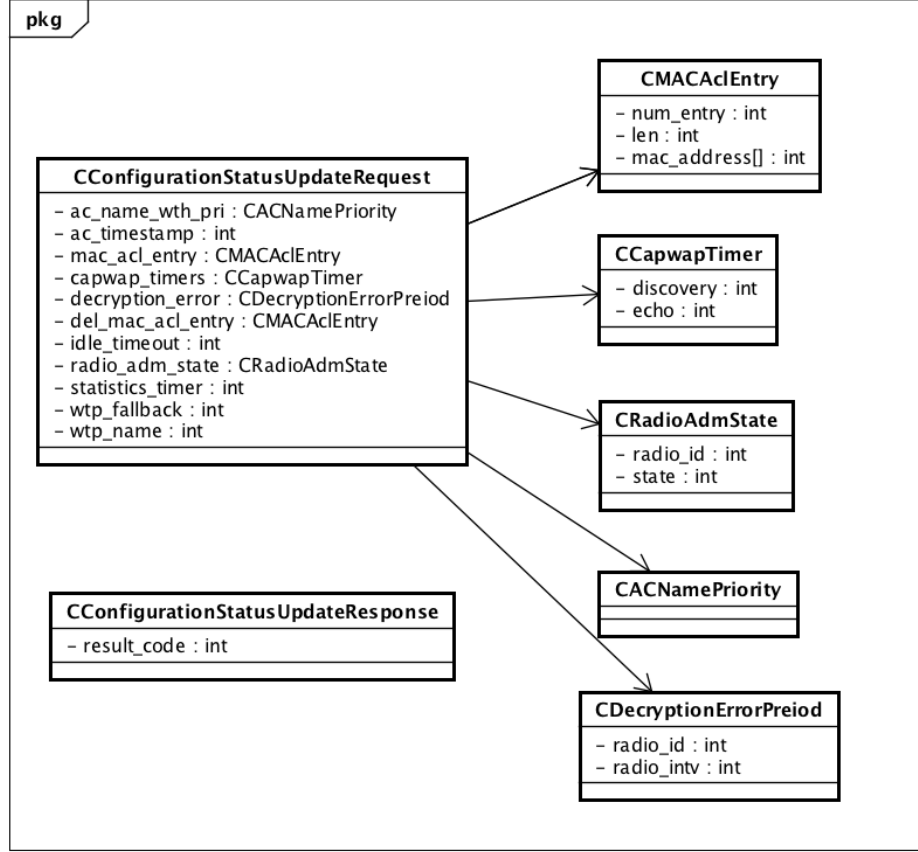 pkg
CMACAclEntry
– num_entry : int
– len : int
– mac_address[] : int
CConfigurationStatusUpdateRequest
– ac_name_wth_pri : CACNamePriority
– ac_timestamp : int
– mac_acl_entry : CMACAclEntry
– capwap_timers : CCapwapTimer
– decryption_error : CDecryptionErrorPreiod
– del_mac_acl_entry : CMACAclEntry
– idle_timeout : int
– radio_adm_state : CRadioAdmState
– statistics_timer : int
– wtp_fallback : int
– wtp_name : int
CCapwapTimer
– discovery : int
– echo : int
CRadioAdmState
– radio_id : int
– state : int
CACNamePriority
CConfigurationStatusUpdateResponse
– result_code : int
CDecryptionErrorPreiod
– radio_id : int
– radio_intv : int